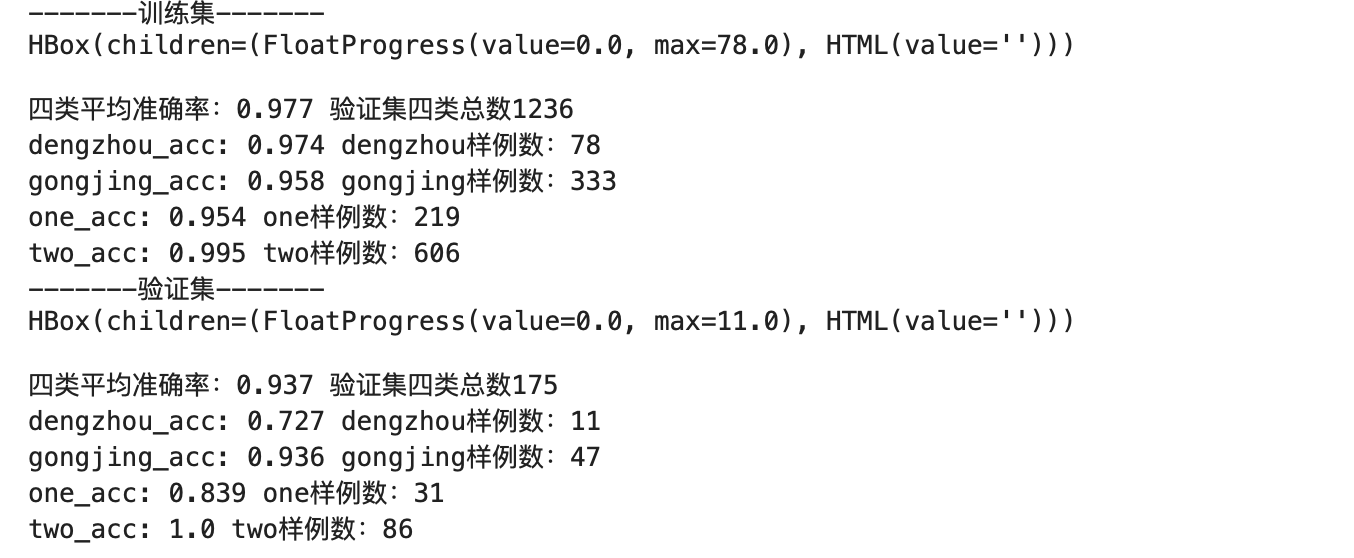 -------训练集-------
HBox(children=(FloatProgress(value=0.0, max=78.0), HTML(value='')))
四类平均准确率：0.977 验证集四类总数1236
dengzhou_acc: 0.974 dengzhou样例数：78
gongjing_acc: 0.958 gongjing样例数：333
one_acc: 0.954 one样例数：219
two_acc: 0.995 two样例数：606
-------验证集-------
HBox(children=(FloatProgress(value=0.0, max=11.0), HTML(value='')))
四类平均准确率：0.937 验证集四类总数175
dengzhou_acc: 0.727 dengzhou样例数：11
gongjing_acc: 0.936 gongjing样例数：47
one_acc: 0.839 one样例数：31
two_acc: 1.0 two样例数：86